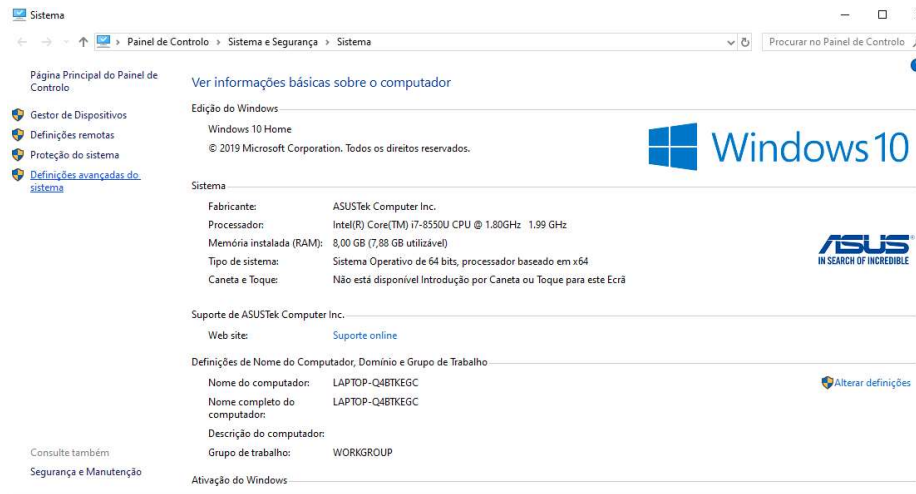 Sistema
Painel de Controlo › Sistema e Segurança › Sistema
Procurar no Painel de Controlo
Página Principal do Painel de
Controlo
Gestor de Dispositivos
Definições remotas
Proteção do sistema
Definições avançadas do
sistema
Ver informações básicas sobre o computador
Edição do Windows
Windows 10 Home
© 2019 Microsoft Corporation. Todos os direitos reservados.
Windows 10
Sistema
Fabricante: ASUSTek Computer Inc.
Processador: Intel(R) Core(TM) i7-8550U CPU @ 1.80GHz 1.99 GHz
Memória instalada (RAM): 8,00 GB (7,88 GB utilizável)
Tipo de sistema: Sistema Operativo de 64 bits, processador baseado em x64
Caneta e Toque: Não está disponível Introdução por Caneta ou Toque para este Ecrã
ASUS
IN SEARCH OF INCREDIBLE
Suporte de ASUSTek Computer Inc.
Web site: Suporte online
Definições de Nome do Computador, Domínio e Grupo de Trabalho
Nome do computador: LAPTOP-Q4BTKEGC
Alterar definições
Nome completo do LAPTOP-Q4BTKEGC
computador:
Descrição do computador:
Grupo de trabalho: WORKGROUP
Consulte também
Segurança e Manutenção
Ativação do Windows